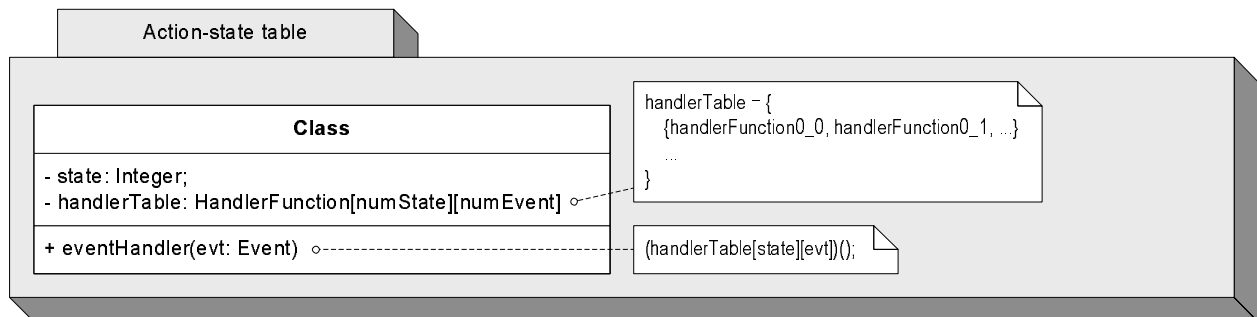 Action-state table
Class
- state: Integer;
- handlerTable: HandlerFunction[numState][numEvent]
+ eventHandler(evt: Event)
handlerTable = {
{handlerFunction0_0, handlerFunction0_1, ...}
...
}
(handlerTable[state][evt])();